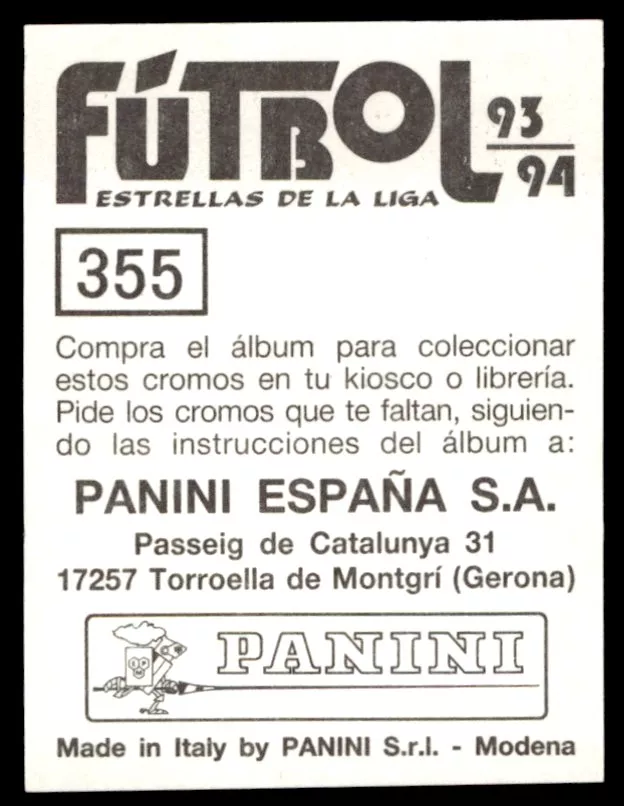 FÚTBOL 93/94
ESTRELLAS DE LA LIGA
355
Compra el álbum para coleccionar
estos cromos en tu kiosco o librería.
Pide los cromos que te faltan, siguien-
do las instrucciones del álbum a:
PANINI ESPAÑA S.A.
Passeig de Catalunya 31
17257 Torroella de Montgrí (Gerona)
PANINI
Made in Italy by PANINI S.r.l. - Modena